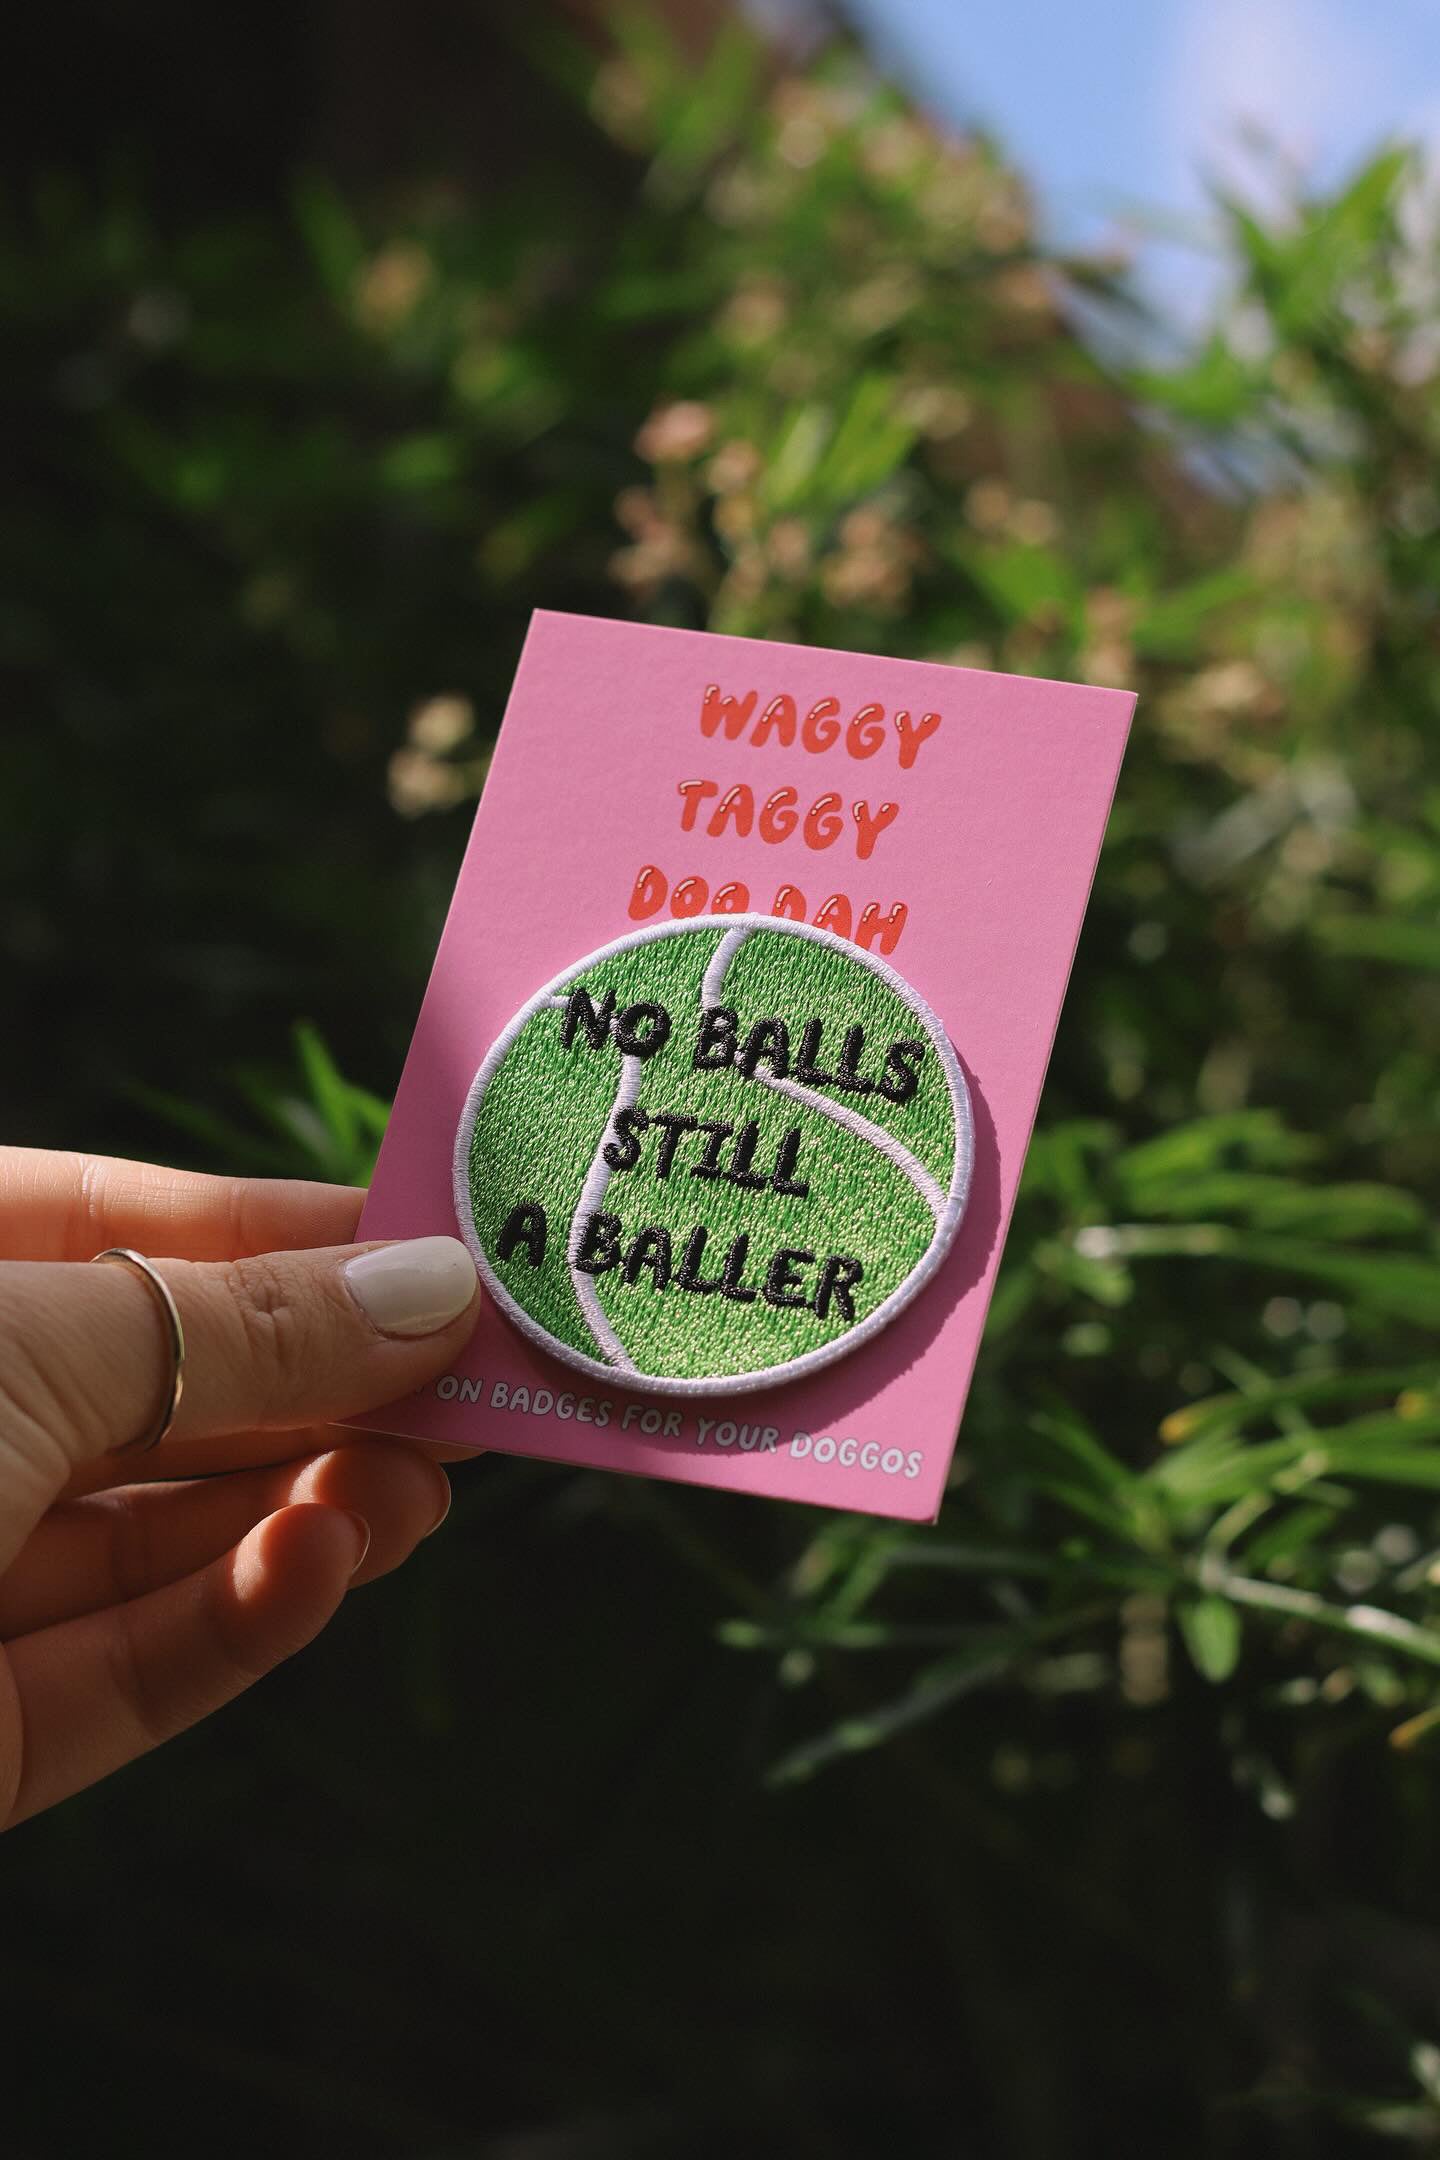 WAGGY
TAGGY
DOO DAH
NO BALLS
STILL
A BALLER
ON BADGES FOR YOUR DOGGOS